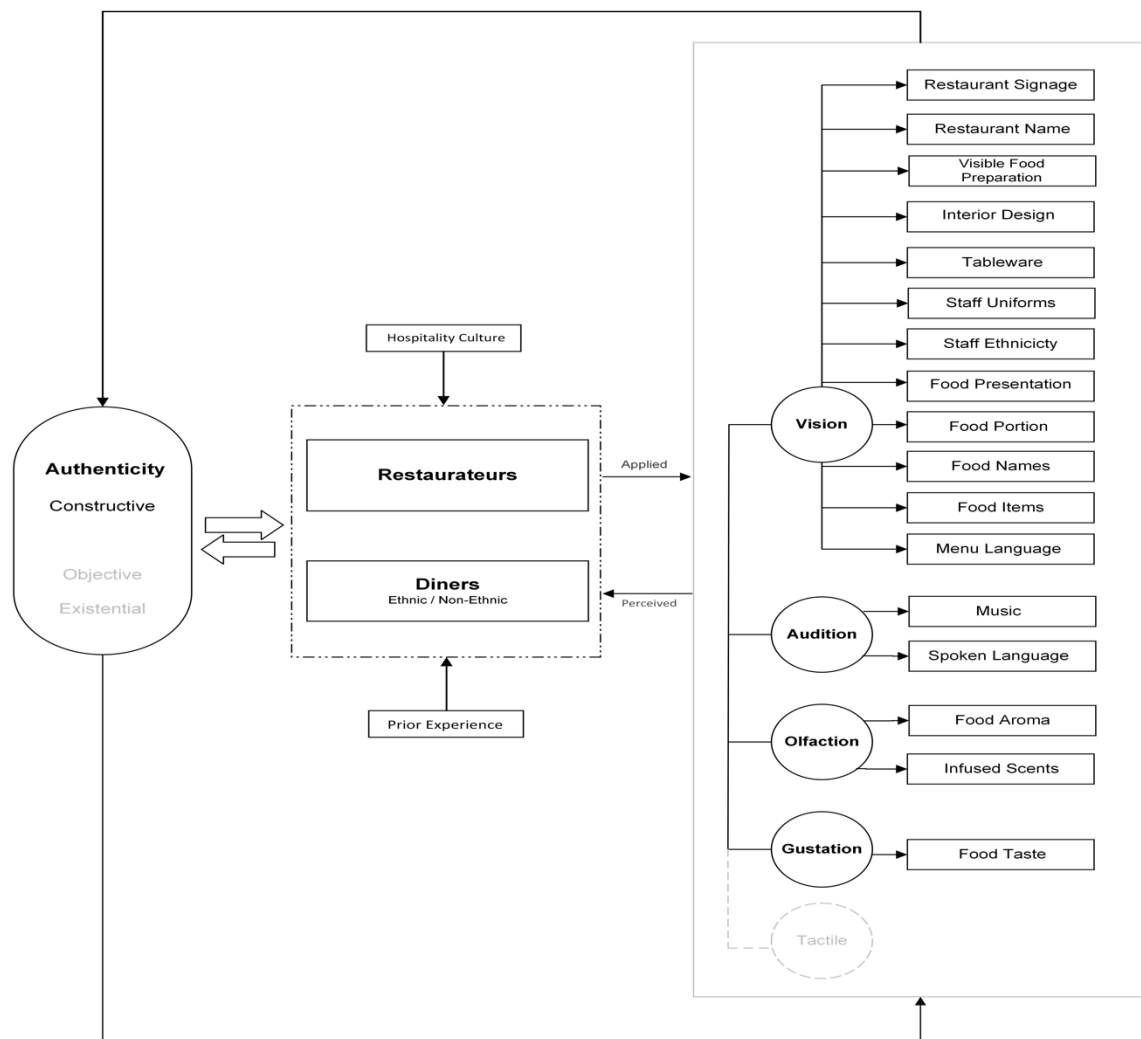 Restaurant Signage
Restaurant Name
Visible Food
Preparation
Interior Design
Tableware
Staff Uniforms
Staff Ethnicicty
Food Presentation
Food Portion
Food Names
Food Items
Menu Language
Vision
Hospitality Culture
Authenticity
Constructive
Objective
Existential
Restaurateurs
Diners
Ethnic / Non-Ethnic
Applied
Perceived
Prior Experience
Audition
Music
Spoken Language
Olfaction
Food Aroma
Infused Scents
Gustation
Food Taste
Tactile